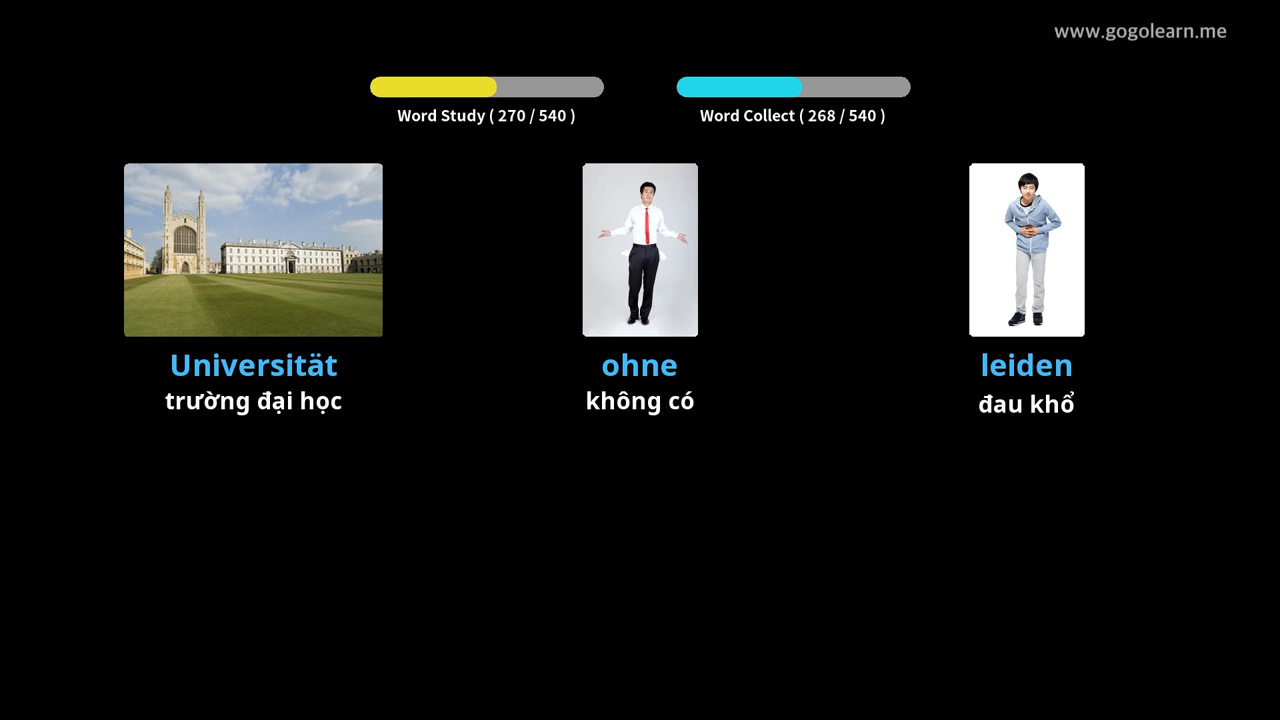 www.gogolearn.me
Word Study ( 270 / 540 )
Word Collect ( 268 / 540 )
Universität
trường đại học
ohne
không có
leiden
đau khổ